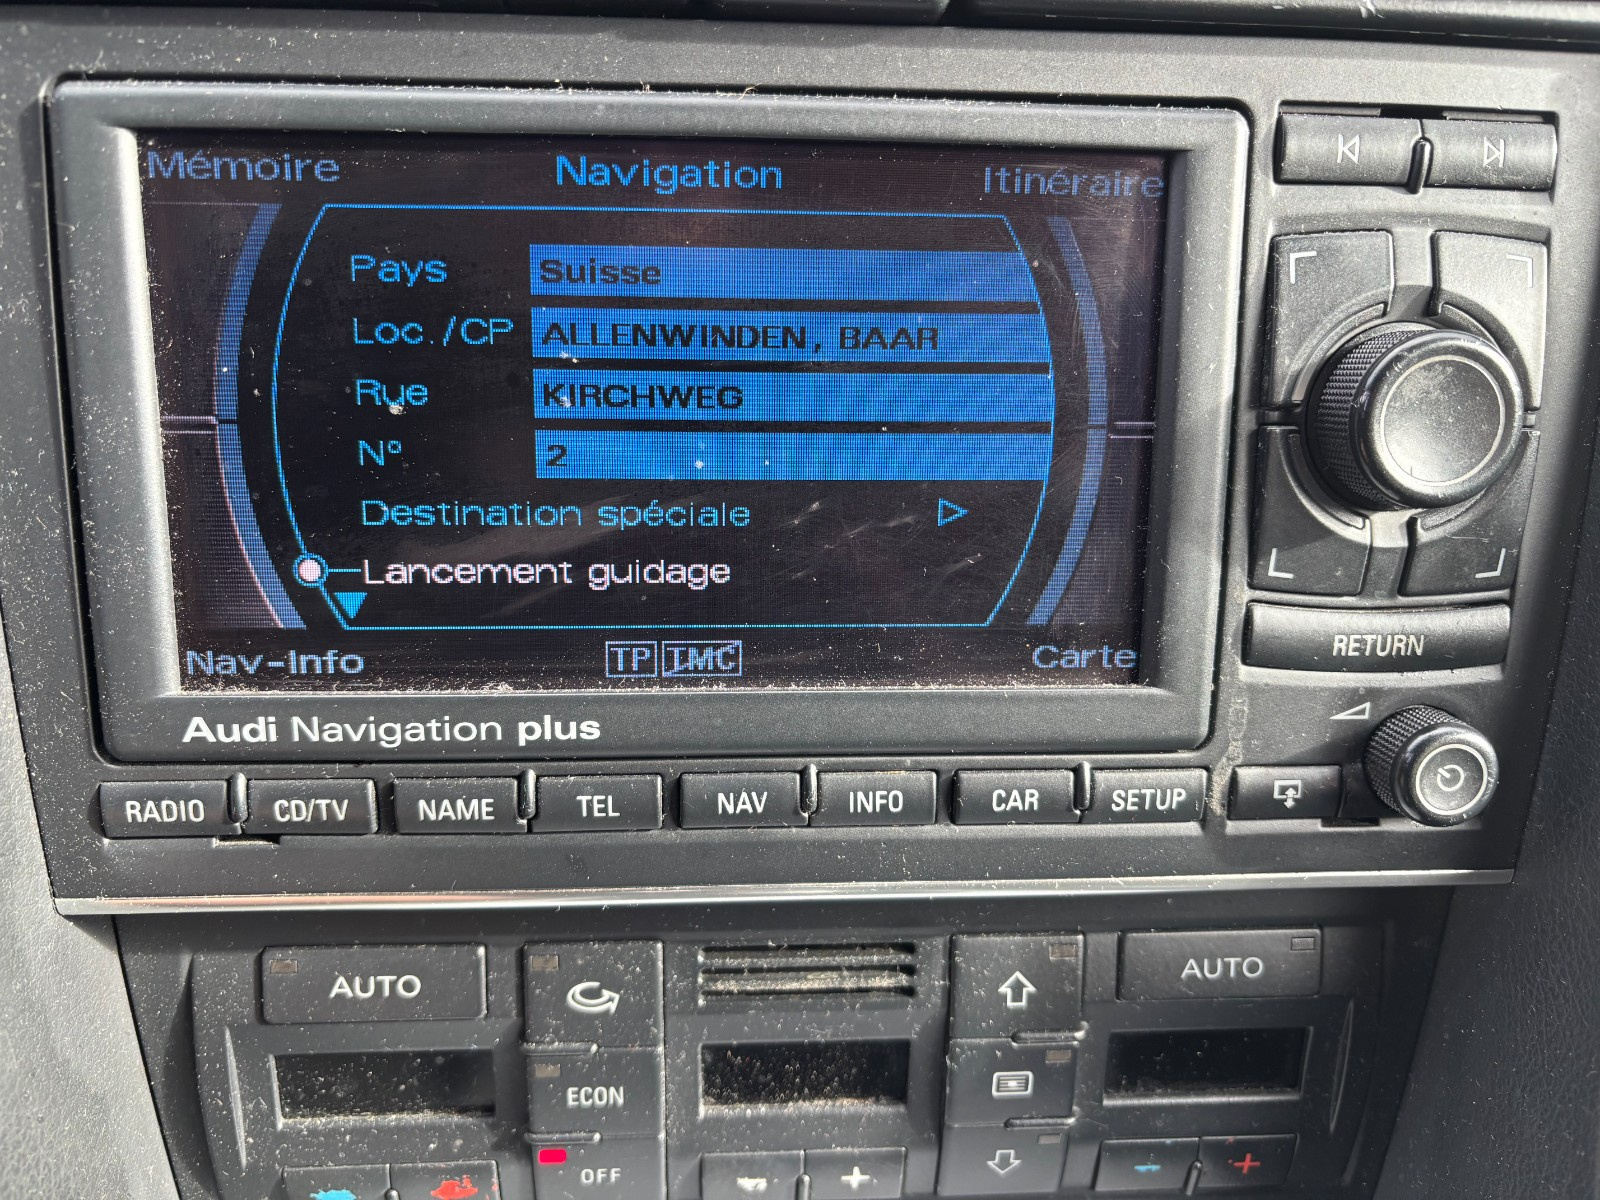 Mémoire Navigation Itinéraire
Pays Suisse
Loc./CP ALLENWINDEN, BAAR
Rue KIRCHWEG
Nº 2
Destination spéciale
Lancement guidage
Nav-Info TP TMC Carte
RETURN
Audi Navigation plus
RADIO CD/TV NAME TEL NAV INFO CAR SETUP
AUTO AUTO
ECON
OFF